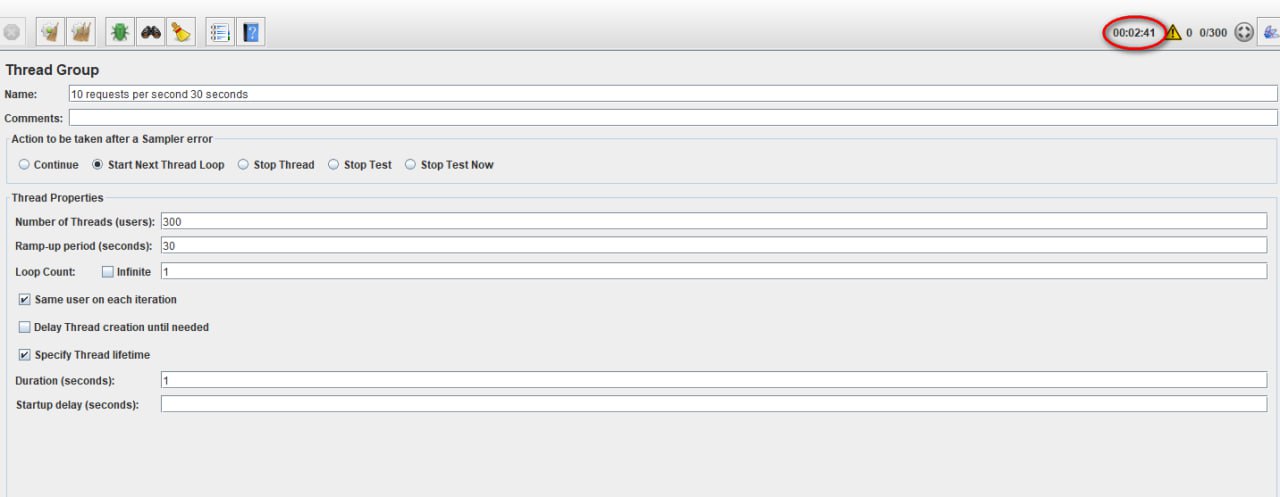 00:02:41 0 0/300
Thread Group
Name: 10 requests per second 30 seconds
Comments:
Action to be taken after a Sampler error
Continue Start Next Thread Loop Stop Thread Stop Test Stop Test Now
Thread Properties
Number of Threads (users): 300
Ramp-up period (seconds): 30
Loop Count: Infinite 1
Same user on each iteration
Delay Thread creation until needed
Specify Thread lifetime
Duration (seconds): 1
Startup delay (seconds):